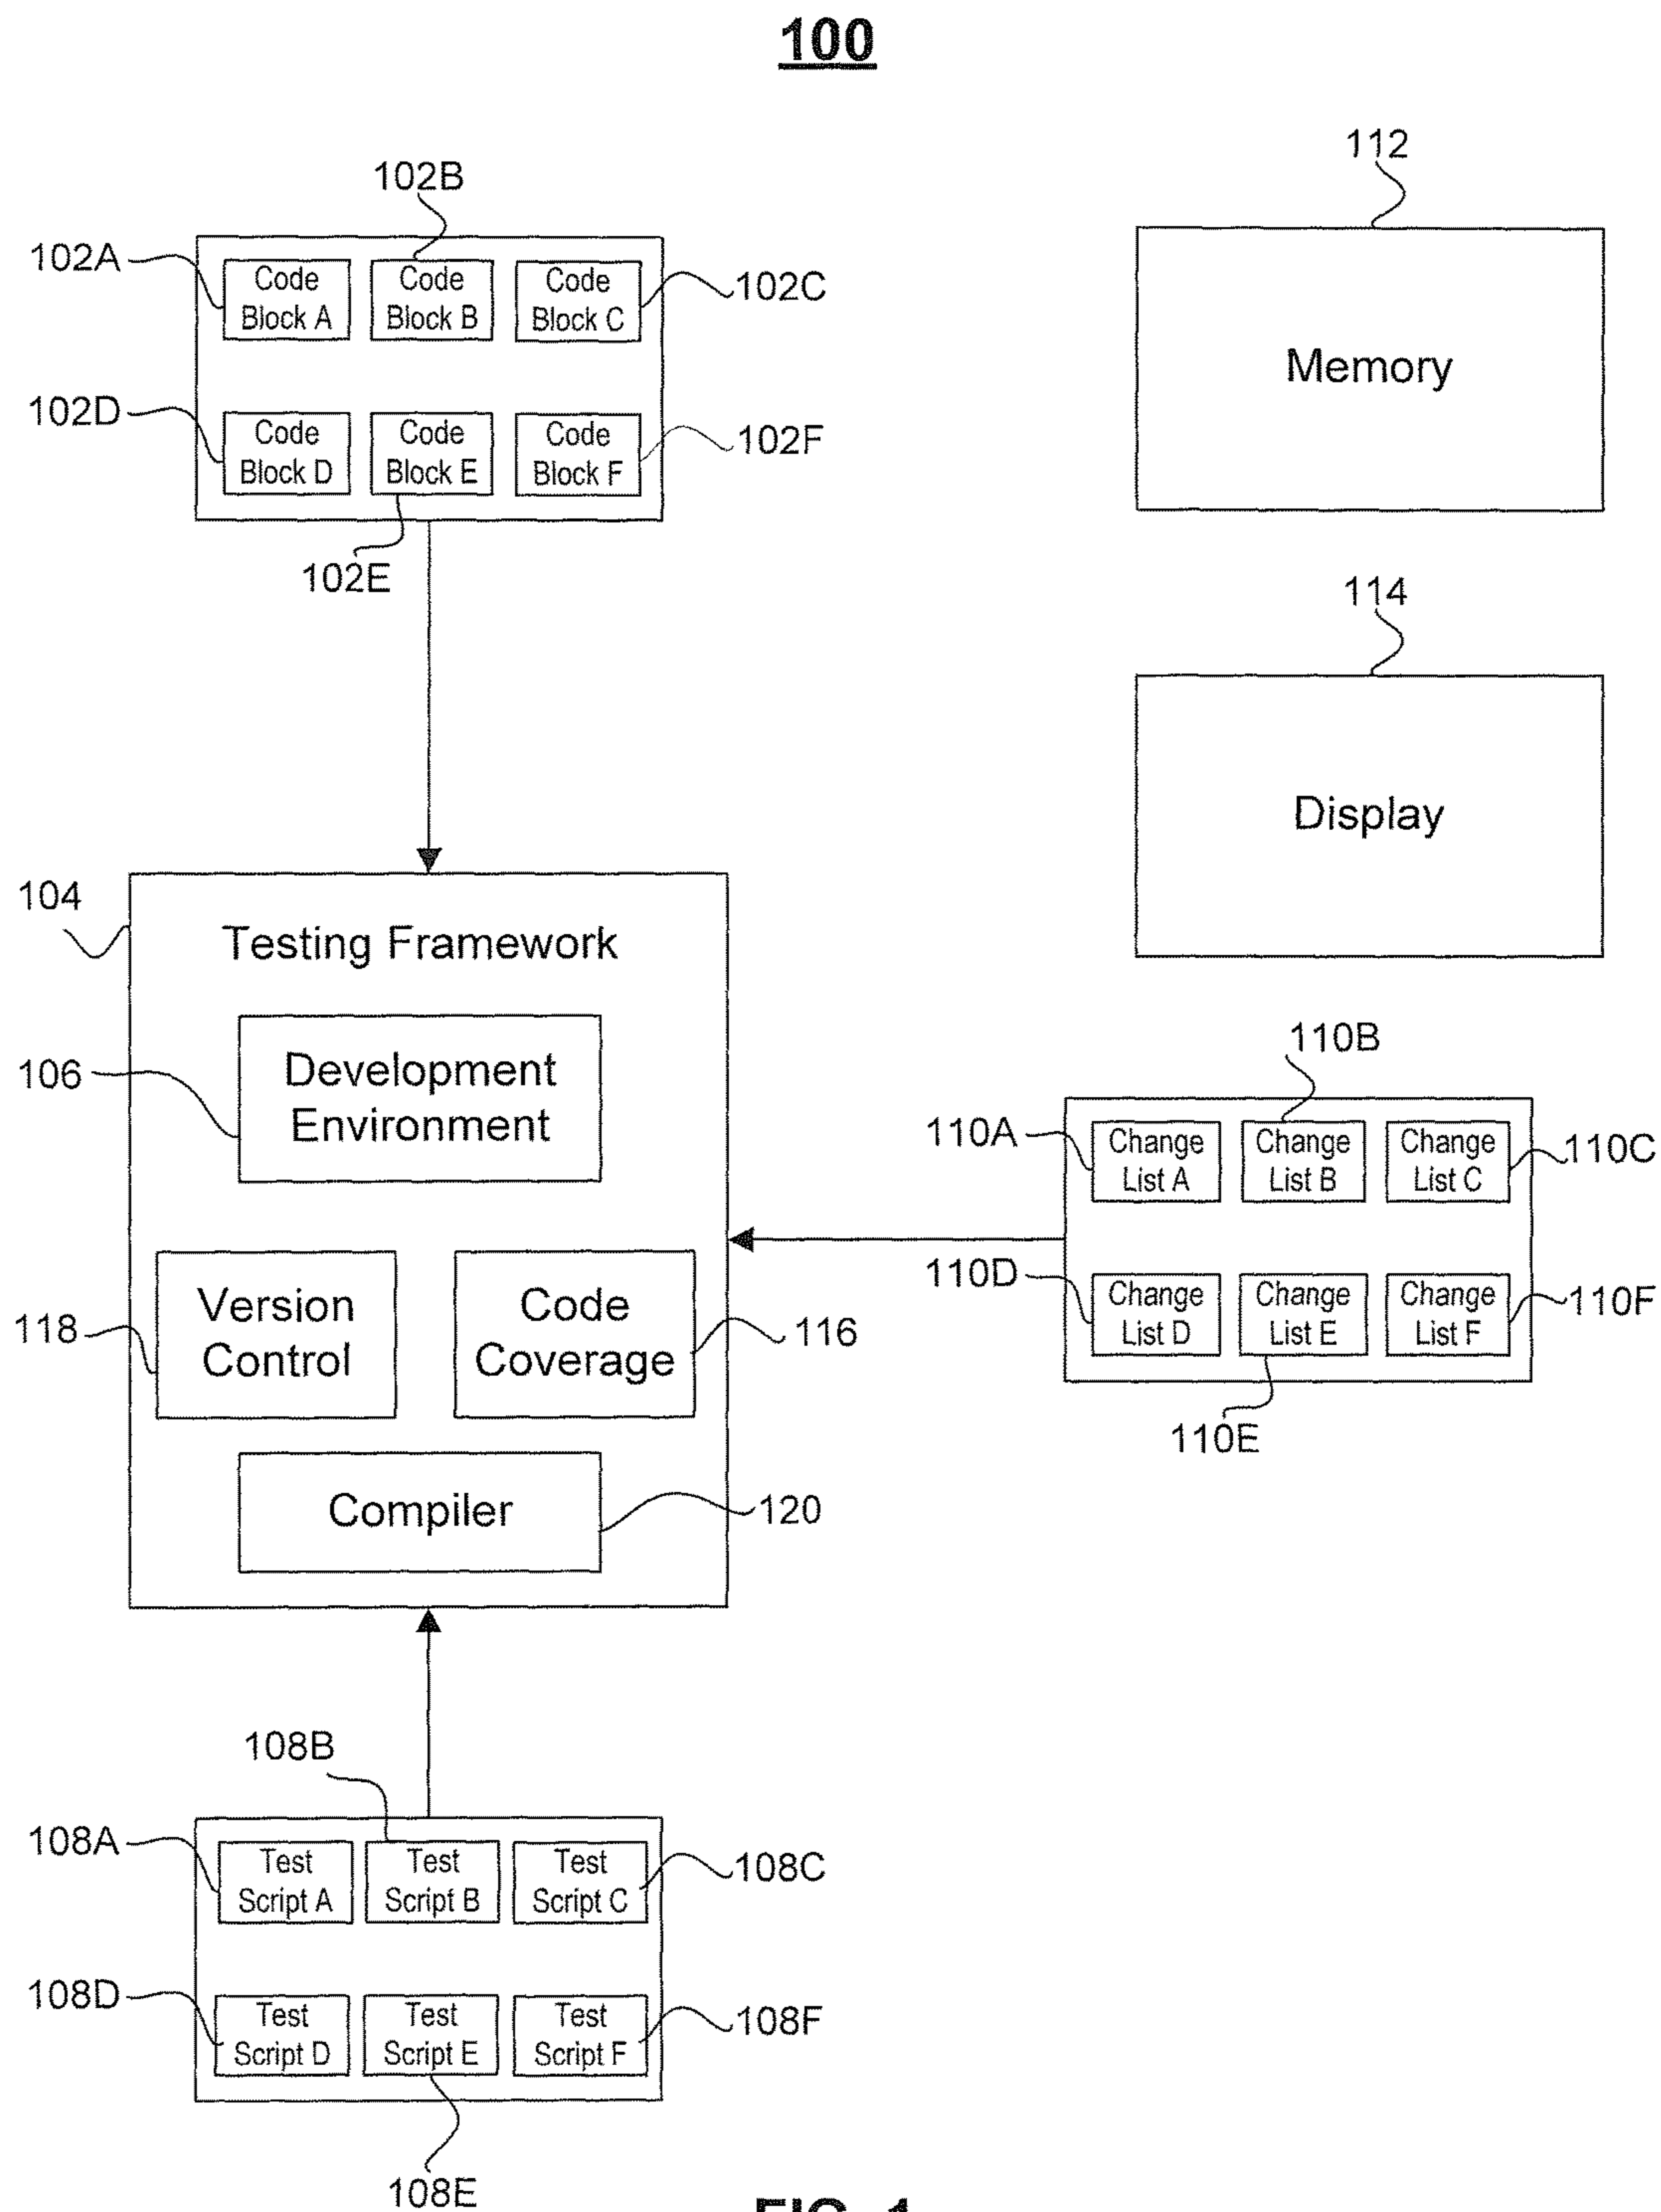 100
112
102B
102A
Code Block A
Code Block B
Code Block C
102C
Memory
102D
Code Block D
Code Block E
Code Block F
102F
102E
114
Display
104
Testing Framework
106
Development
Environment
110B
110A
Change List A
Change List B
Change List C
110C
110D
Change List D
Change List E
Change List F
110F
110E
118
Version
Control
Code
Coverage
116
Compiler
120
108B
108A
Test Script A
Test Script B
Test Script C
108C
108D
Test Script D
Test Script E
Test Script F
108F
108E
FIG. 1